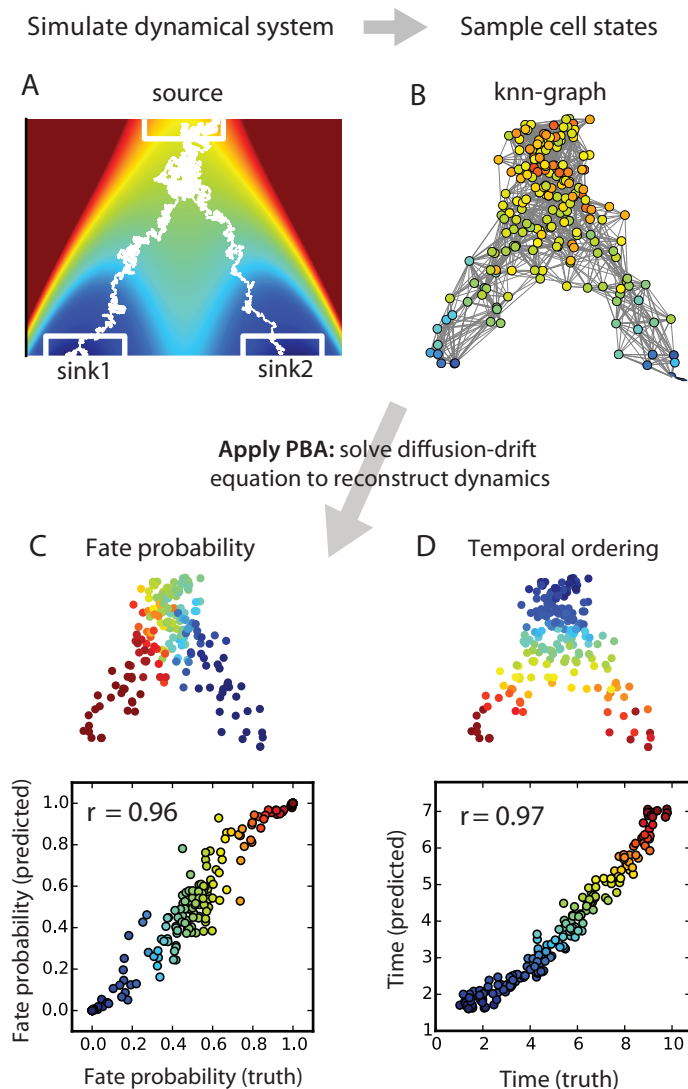 Simulate dynamical system
Sample cell states
A
source
B
knn-graph
sink1
sink2
Apply PBA: solve diffusion-drift
equation to reconstruct dynamics
C
Fate probability
D
Temporal ordering
r = 0.96
Fate probability (predicted)
1.0
0.8
0.6
0.4
0.2
0.0
0.0 0.2 0.4 0.6 0.8 1.0
Fate probability (truth)
r = 0.97
Time (predicted)
7
6
5
4
3
2
1
0 2 4 6 8 10
Time (truth)